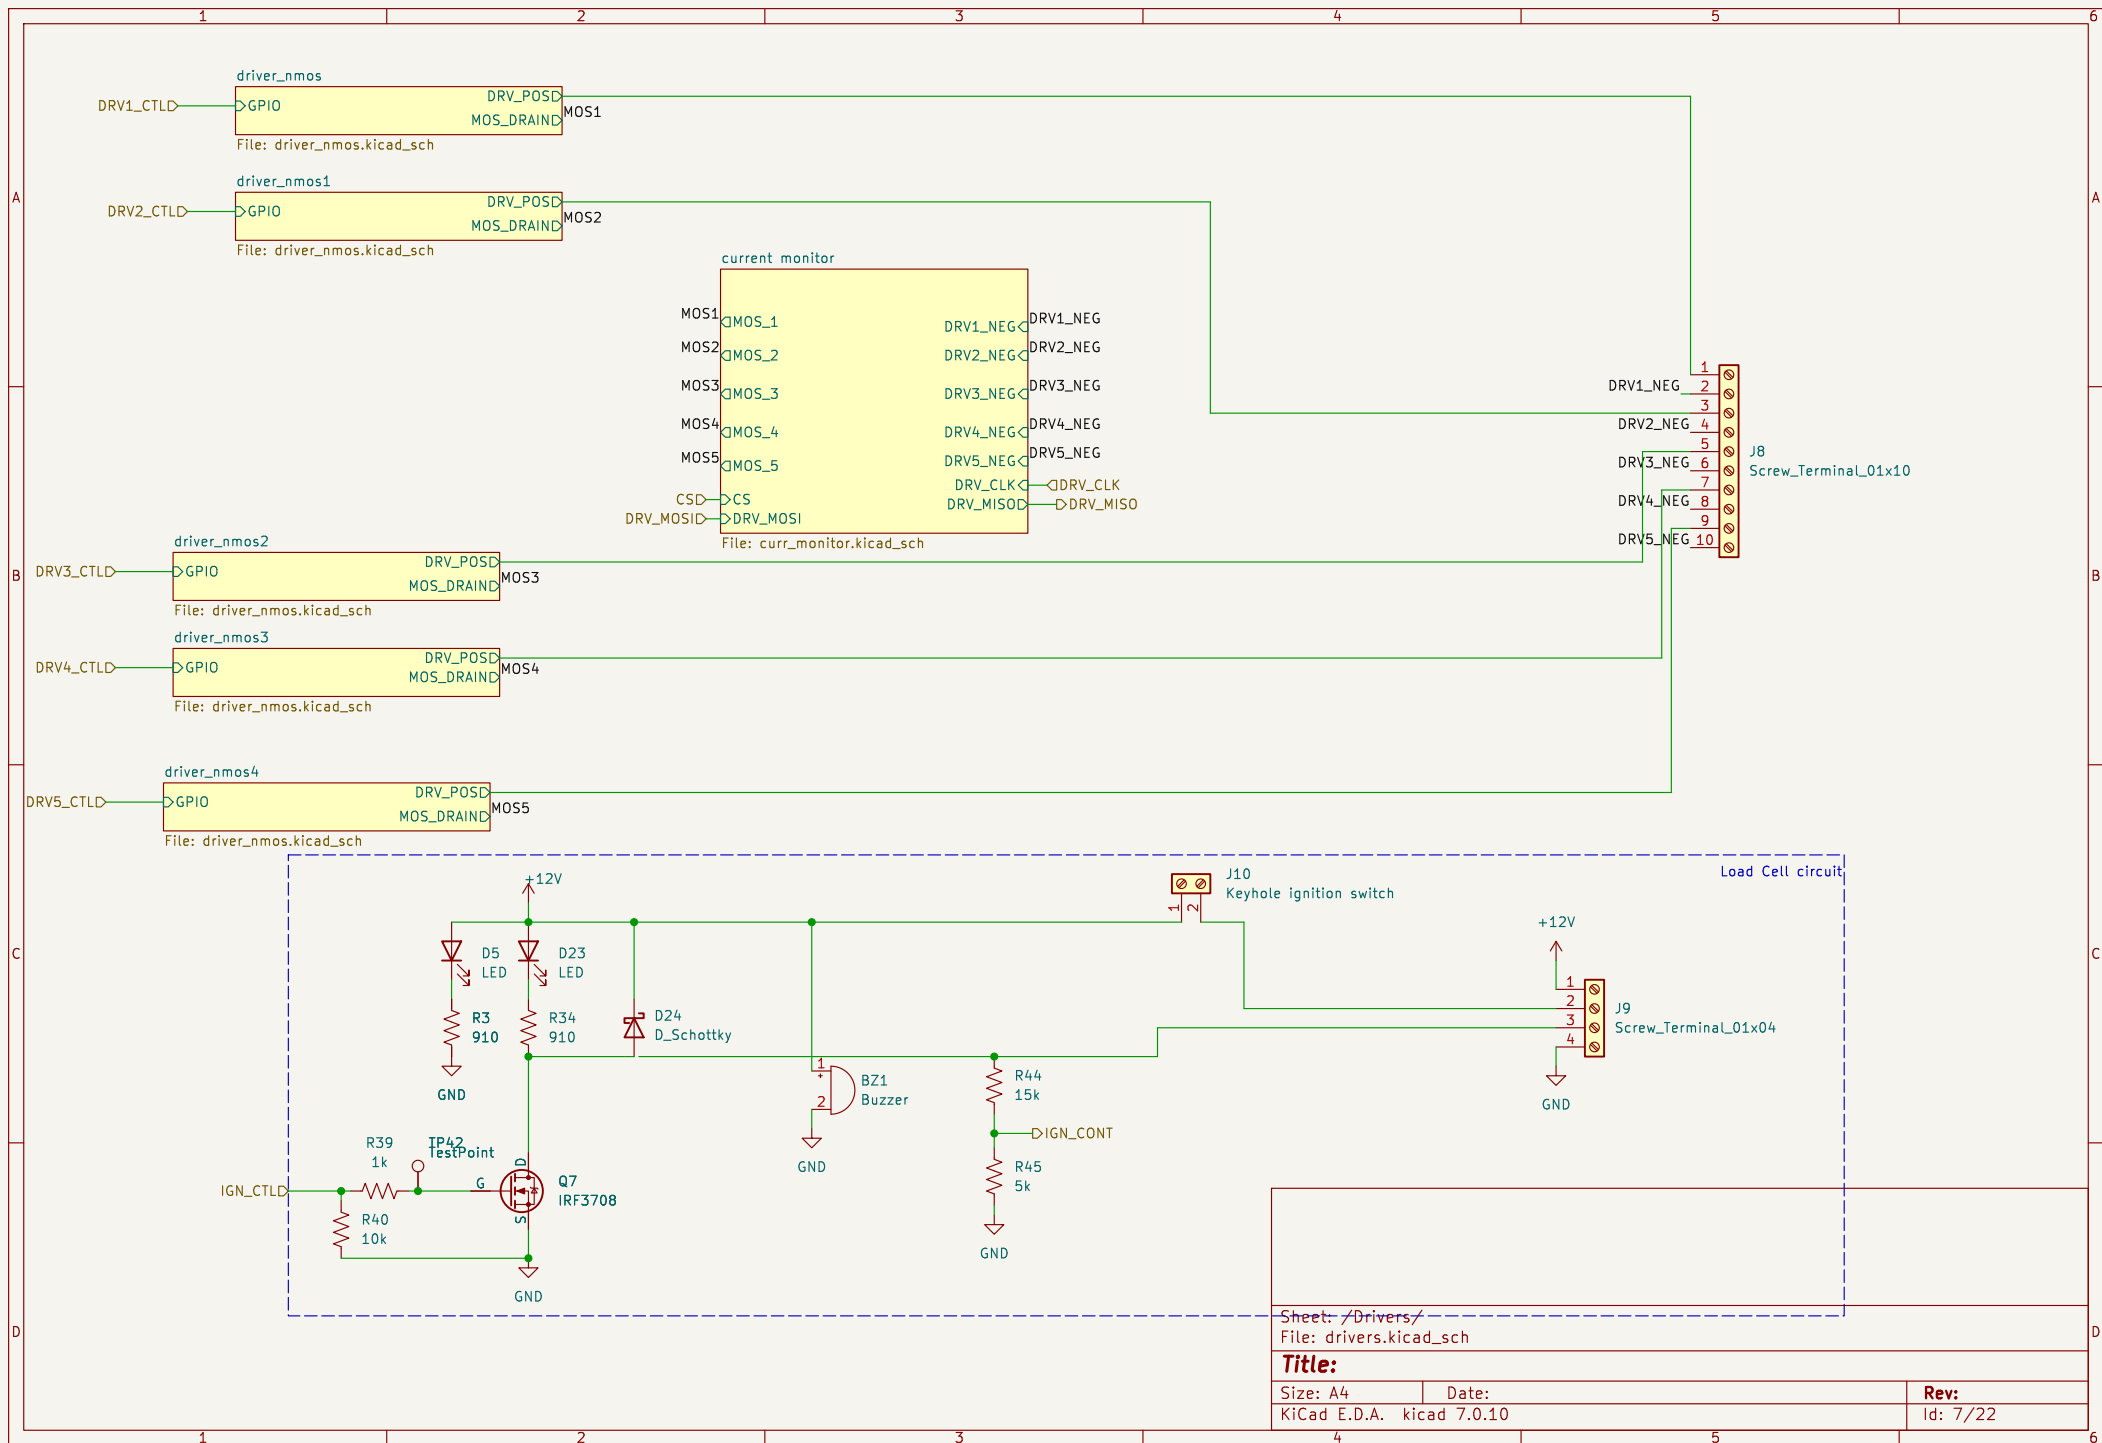 1 2 3 4 5 6
driver_nmos
DRV1_CTL GPIO DRV_POS
MOS1
MOS_DRAIN
File: driver_nmos.kicad_sch
driver_nmos1
A A
DRV2_CTL GPIO DRV_POS
MOS2
MOS_DRAIN
File: driver_nmos.kicad_sch
current monitor
MOS1 MOS_1 DRV1_NEG DRV1_NEG
MOS2 MOS_2 DRV2_NEG DRV2_NEG
MOS3 MOS_3 DRV3_NEG DRV3_NEG
MOS4 MOS_4 DRV4_NEG DRV4_NEG
MOS5 MOS_5 DRV5_NEG DRV5_NEG
DRV_CLK DRV_CLK
CS CS DRV_MISO DRV_MISO
DRV_MOSI DRV_MOSI
File: curr_monitor.kicad_sch
1
DRV1_NEG 2
3
DRV2_NEG 4
5
DRV3_NEG 6
7
DRV4_NEG 8
9
DRV5_NEG 10
J8
Screw_Terminal_01x10
driver_nmos2
B B
DRV3_CTL GPIO DRV_POS
MOS3
MOS_DRAIN
File: driver_nmos.kicad_sch
driver_nmos3
DRV4_CTL GPIO DRV_POS
MOS4
MOS_DRAIN
File: driver_nmos.kicad_sch
driver_nmos4
DRV5_CTL GPIO DRV_POS
MOS5
MOS_DRAIN
File: driver_nmos.kicad_sch
Load Cell circuit
+12V
J10
Keyhole ignition switch
1 2
+12V
C C
D5
LED
D23
LED
R3
910
R34
910
D24
D_Schottky
GND
1
+
2
BZ1
Buzzer
GND
R44
15k
IGN_CONT
R45
5k
GND
1
2
3
4
J9
Screw_Terminal_01x04
GND
R39
1k
TP42
TestPoint
IGN_CTL
G
D
S
Q7
IRF3708
R40
10k
GND
D D
Sheet: /Drivers/
File: drivers.kicad_sch
Title:
Size: A4 Date: Rev:
KiCad E.D.A. kicad 7.0.10 Id: 7/22
1 2 3 4 5 6